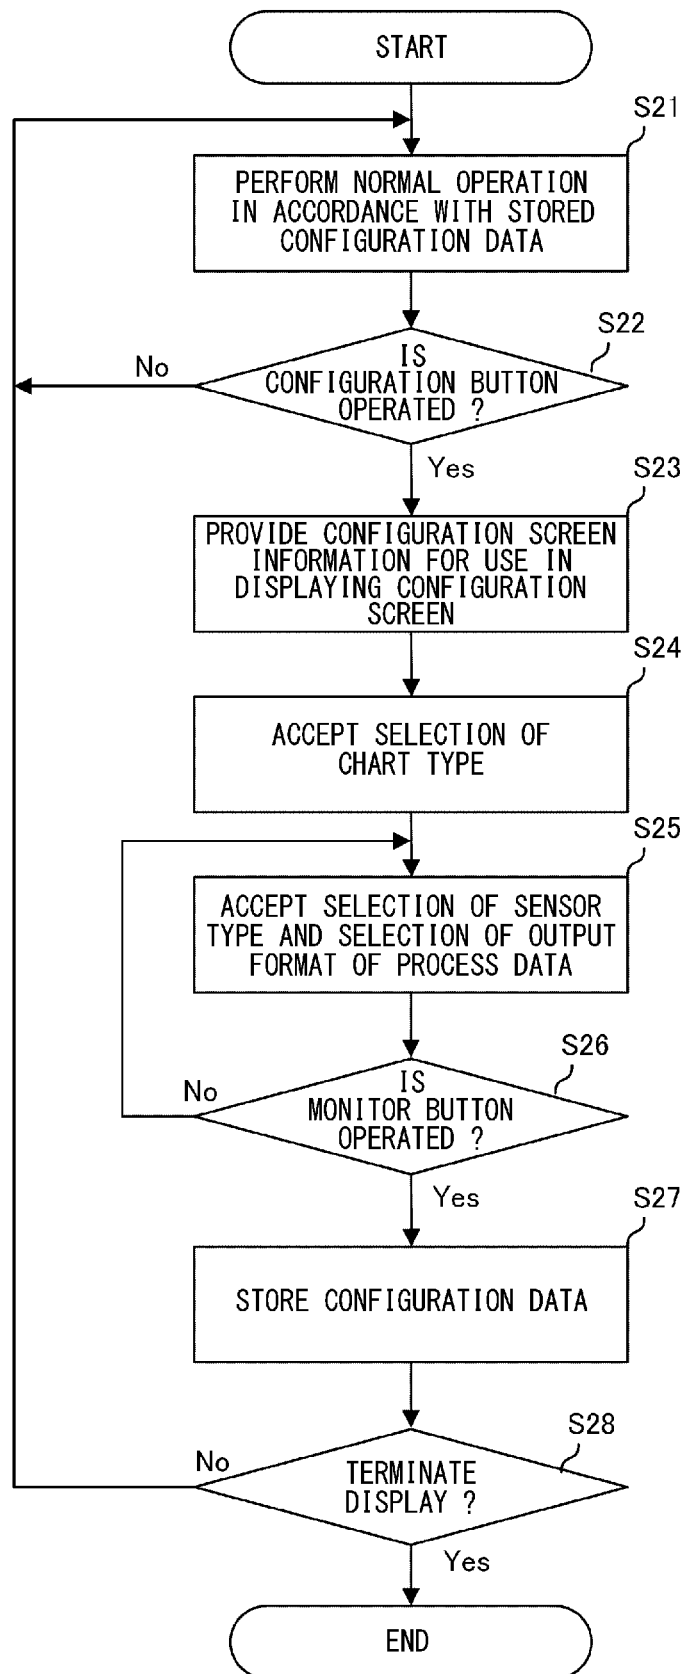 START
S21
PERFORM NORMAL OPERATION
IN ACCORDANCE WITH STORED
CONFIGURATION DATA
S22
No
IS
CONFIGURATION BUTTON
OPERATED ?
Yes
S23
PROVIDE CONFIGURATION SCREEN
INFORMATION FOR USE IN
DISPLAYING CONFIGURATION
SCREEN
S24
ACCEPT SELECTION OF
CHART TYPE
S25
ACCEPT SELECTION OF SENSOR
TYPE AND SELECTION OF OUTPUT
FORMAT OF PROCESS DATA
S26
No
IS
MONITOR BUTTON
OPERATED ?
Yes
S27
STORE CONFIGURATION DATA
S28
No
TERMINATE
DISPLAY ?
Yes
END